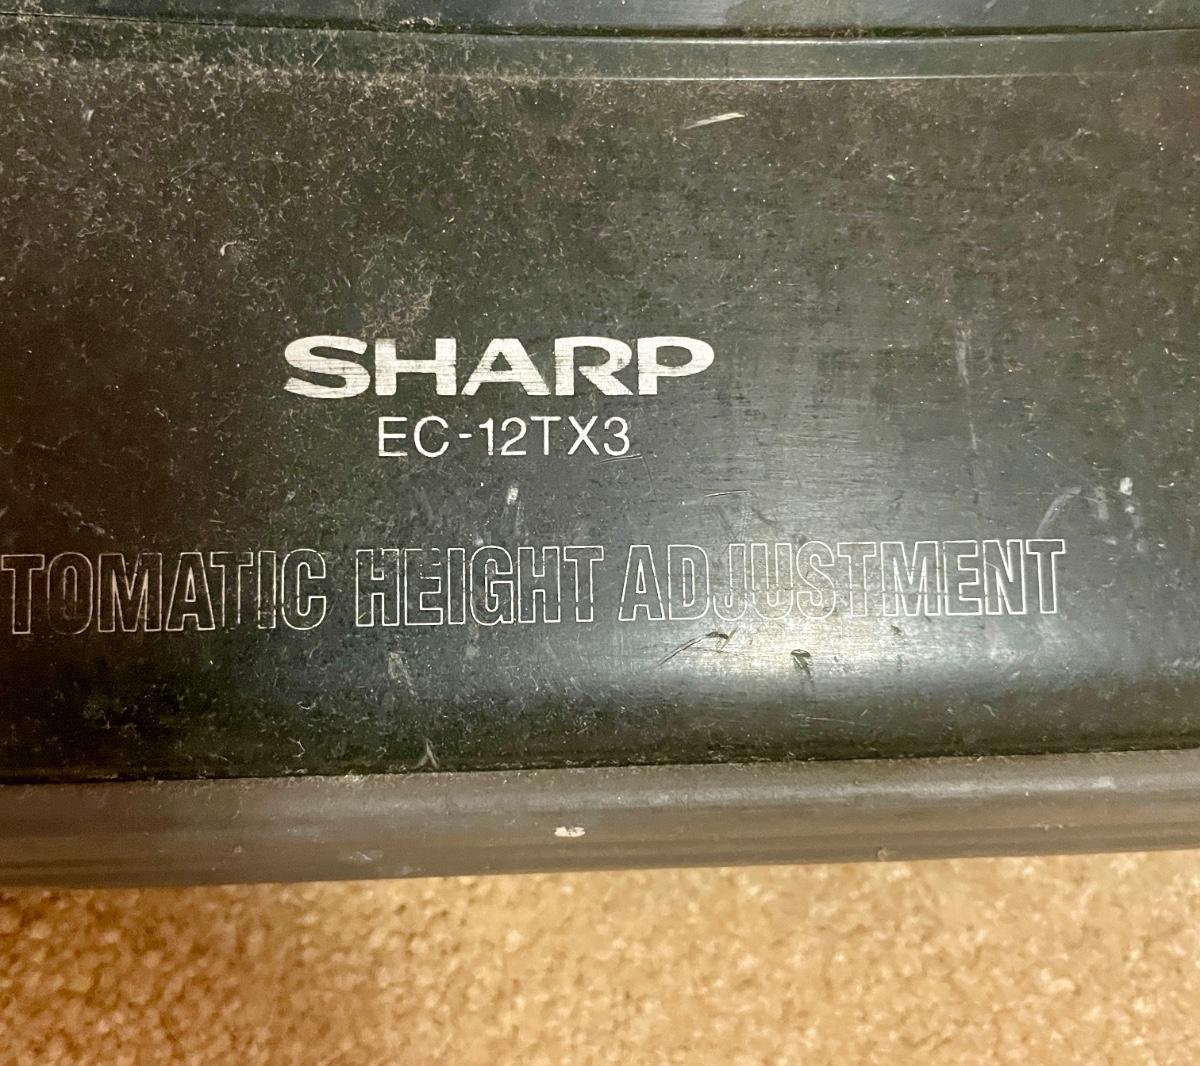 SHARP
EC-12TX3
TOMATIC HEIGHT ADJUSTMENT